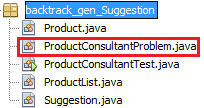 backtrack_gen_Suggestion
Product.java
ProductConsultantProblem.java
ProductConsultantTest.java
ProductList.java
Suggestion.java